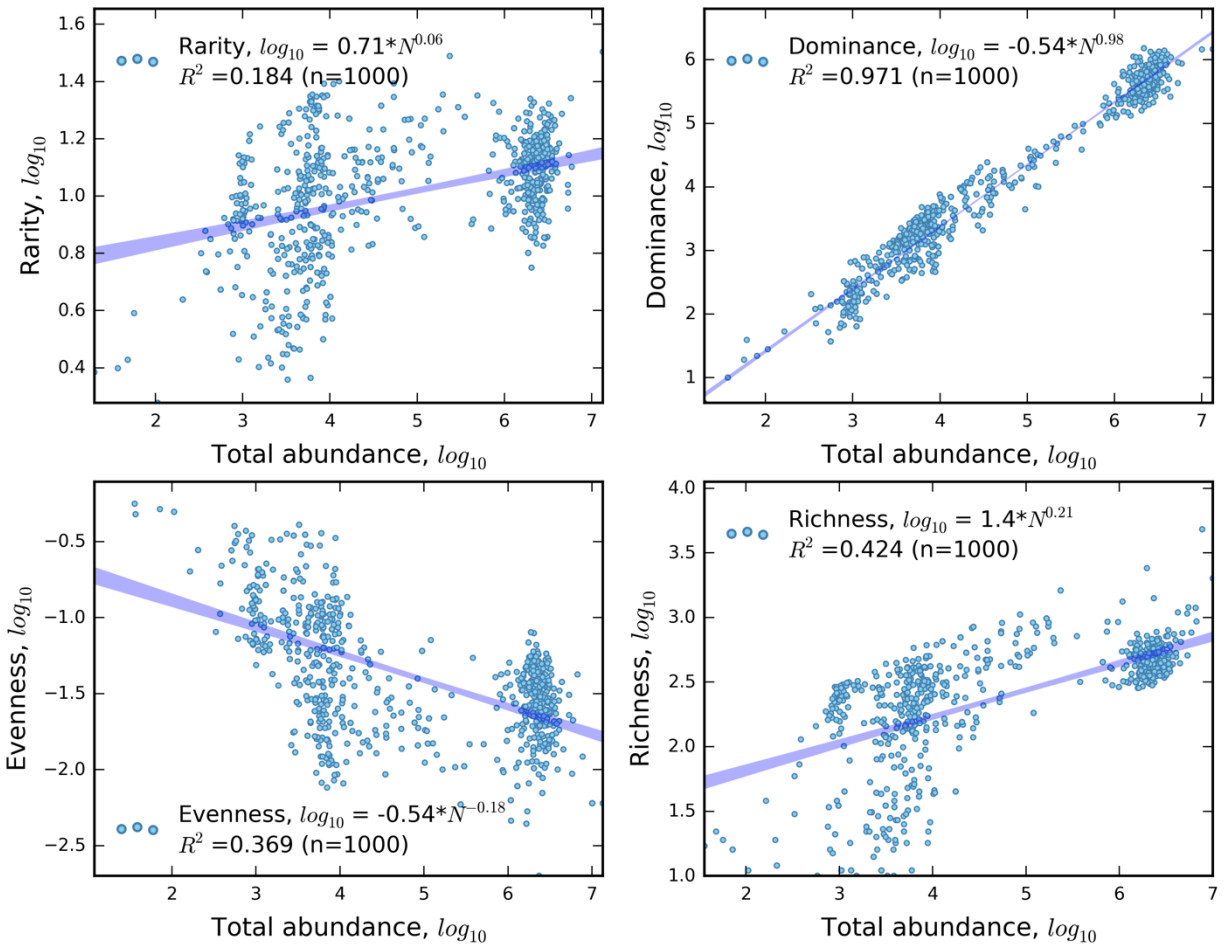 Rarity, log10 = 0.71*N^0.06
R² =0.184 (n=1000)
1.6
1.4
1.2
1.0
0.8
0.6
0.4
Rarity, log10
2 3 4 5 6 7
Total abundance, log10
Dominance, log10 = -0.54*N^0.98
R² =0.971 (n=1000)
6
5
4
3
2
1
Dominance, log10
2 3 4 5 6 7
Total abundance, log10
−0.5
−1.0
−1.5
−2.0
−2.5
Evenness, log10
Evenness, log10 = -0.54*N^−0.18
R² =0.369 (n=1000)
2 3 4 5 6 7
Total abundance, log10
Richness, log10 = 1.4*N^0.21
R² =0.424 (n=1000)
4.0
3.5
3.0
2.5
2.0
1.5
1.0
Richness, log10
2 3 4 5 6 7
Total abundance, log10